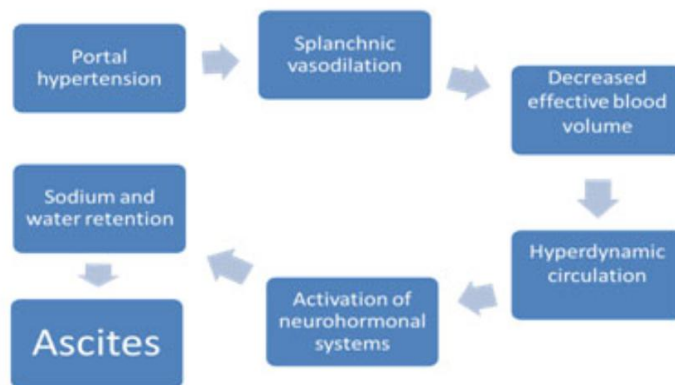 Portal
hypertension
Splanchnic
vasodilation
Decreased
effective blood
volume
Hyperdynamic
circulation
Activation of
neurohormonal
systems
Sodium and
water retention
Ascites